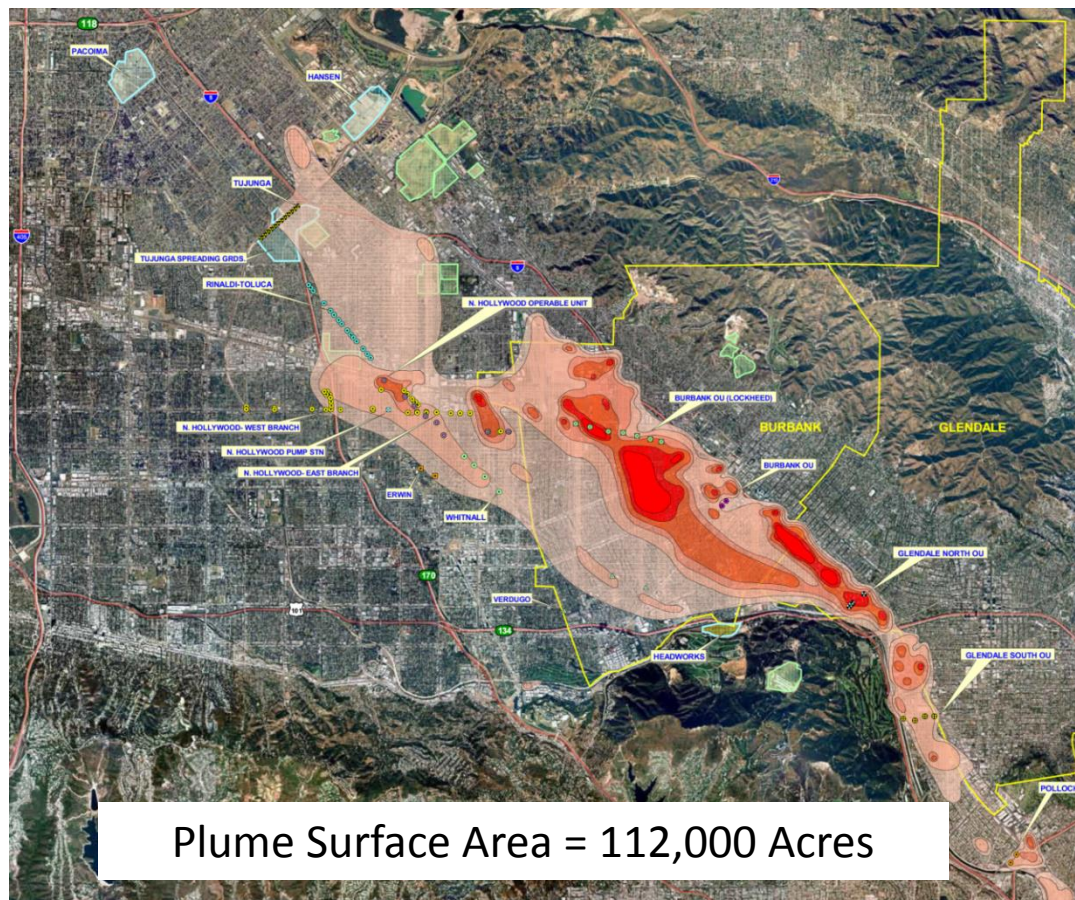 118
PACOIMA
HANSEN
5
TUJUNGA
210
405
TUJUNGA SPREADING GRDS.
5
RINALDI-TOLUCA
N. HOLLYWOOD OPERABLE UNIT
BURBANK OU (LOCKHEED)
BURBANK
GLENDALE
N. HOLLYWOOD- WEST BRANCH
N. HOLLYWOOD PUMP STN
N. HOLLYWOOD- EAST BRANCH
BURBANK OU
ERWIN
WHITNALL
GLENDALE NORTH OU
170
VERDUGO
101
134
HEADWORKS
GLENDALE SOUTH OU
POLLOCK
Plume Surface Area = 112,000 Acres